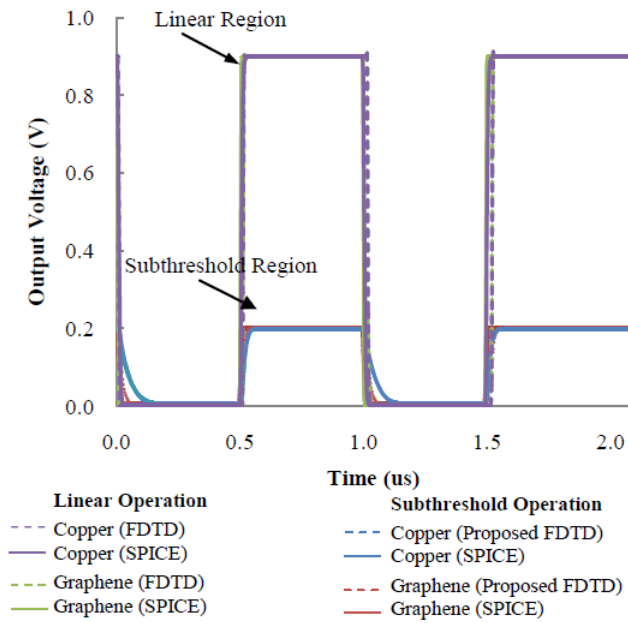 Linear Region
1.0
0.8
0.6
0.4
0.2
0.0
Output Voltage (V)
Subthreshold Region
0.0 0.5 1.0 1.5 2.0
Time (us)
Linear Operation
Copper (FDTD)
Copper (SPICE)
Graphene (FDTD)
Graphene (SPICE)
Subthreshold Operation
Copper (Proposed FDTD)
Copper (SPICE)
Graphene (Proposed FDTD)
Graphene (SPICE)